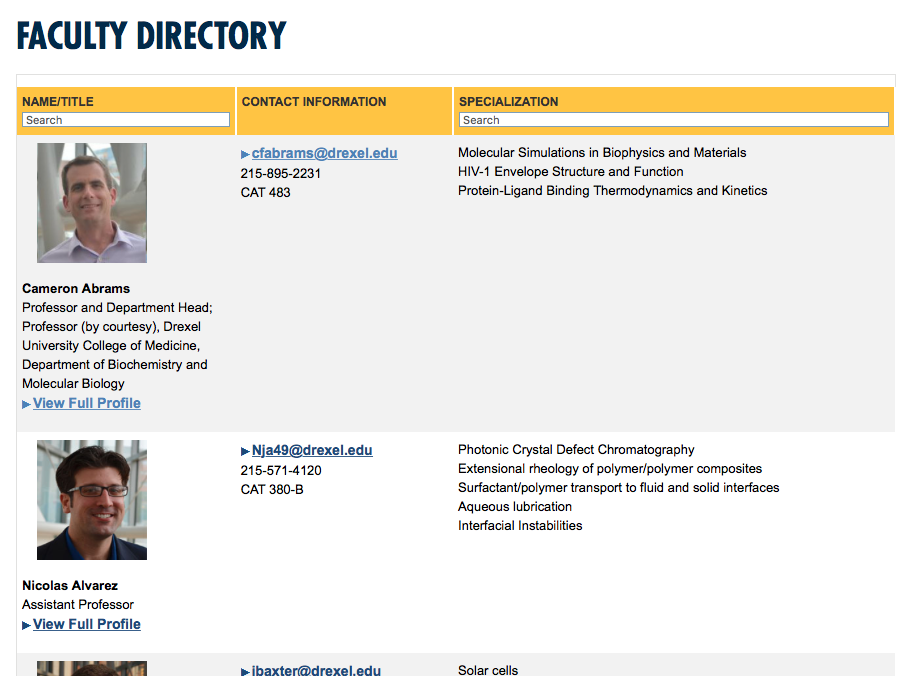 FACULTY DIRECTORY
NAME/TITLE
CONTACT INFORMATION
SPECIALIZATION
Search
Search
cfabrams@drexel.edu
215-895-2231
CAT 483
Molecular Simulations in Biophysics and Materials
HIV-1 Envelope Structure and Function
Protein-Ligand Binding Thermodynamics and Kinetics
Cameron Abrams
Professor and Department Head;
Professor (by courtesy), Drexel
University College of Medicine,
Department of Biochemistry and
Molecular Biology
View Full Profile
Nja49@drexel.edu
215-571-4120
CAT 380-B
Photonic Crystal Defect Chromatography
Extensional rheology of polymer/polymer composites
Surfactant/polymer transport to fluid and solid interfaces
Aqueous lubrication
Interfacial Instabilities
Nicolas Alvarez
Assistant Professor
View Full Profile
jbaxter@drexel.edu
Solar cells